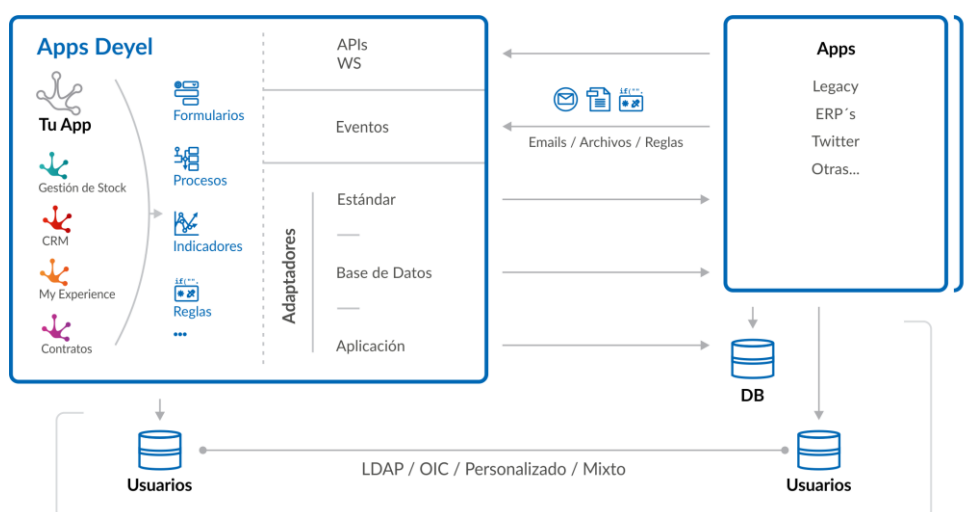 Apps Deyel
Tu App
Gestión de Stock
CRM
My Experience
Contratos
Formularios
Procesos
Indicadores
if(**,
Reglas
APIs
WS
Eventos
Adaptadores
Estándar
Base de Datos
Aplicación
if(**,
Emails / Archivos / Reglas
Apps
Legacy
ERP´s
Twitter
Otras...
DB
Usuarios
LDAP / OIC / Personalizado / Mixto
Usuarios